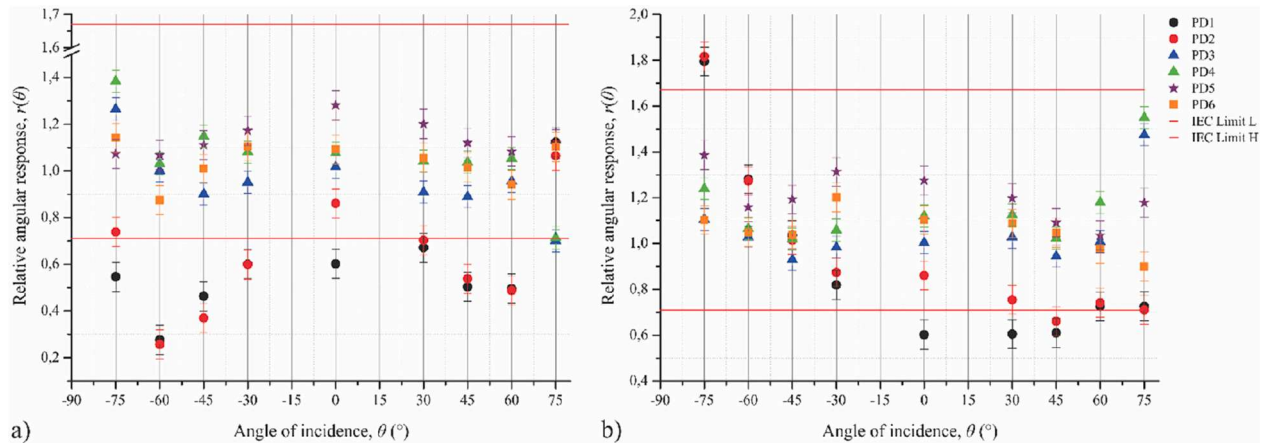 1,7
1,6
1,4
1,2
1,0
0,8
0,6
0,4
0,2
Relative angular response, r(θ)
-90 -75 -60 -45 -30 -15 0 15 30 45 60 75
Angle of incidence, θ (°)
a)
2,0
1,8
1,6
1,4
1,2
1,0
0,8
0,6
0,4
Relative angular response, r(θ)
-90 -75 -60 -45 -30 -15 0 15 30 45 60 75
Angle of incidence, θ (°)
b)
PD1
PD2
PD3
PD4
PD5
PD6
IEC Limit L
IEC Limit H